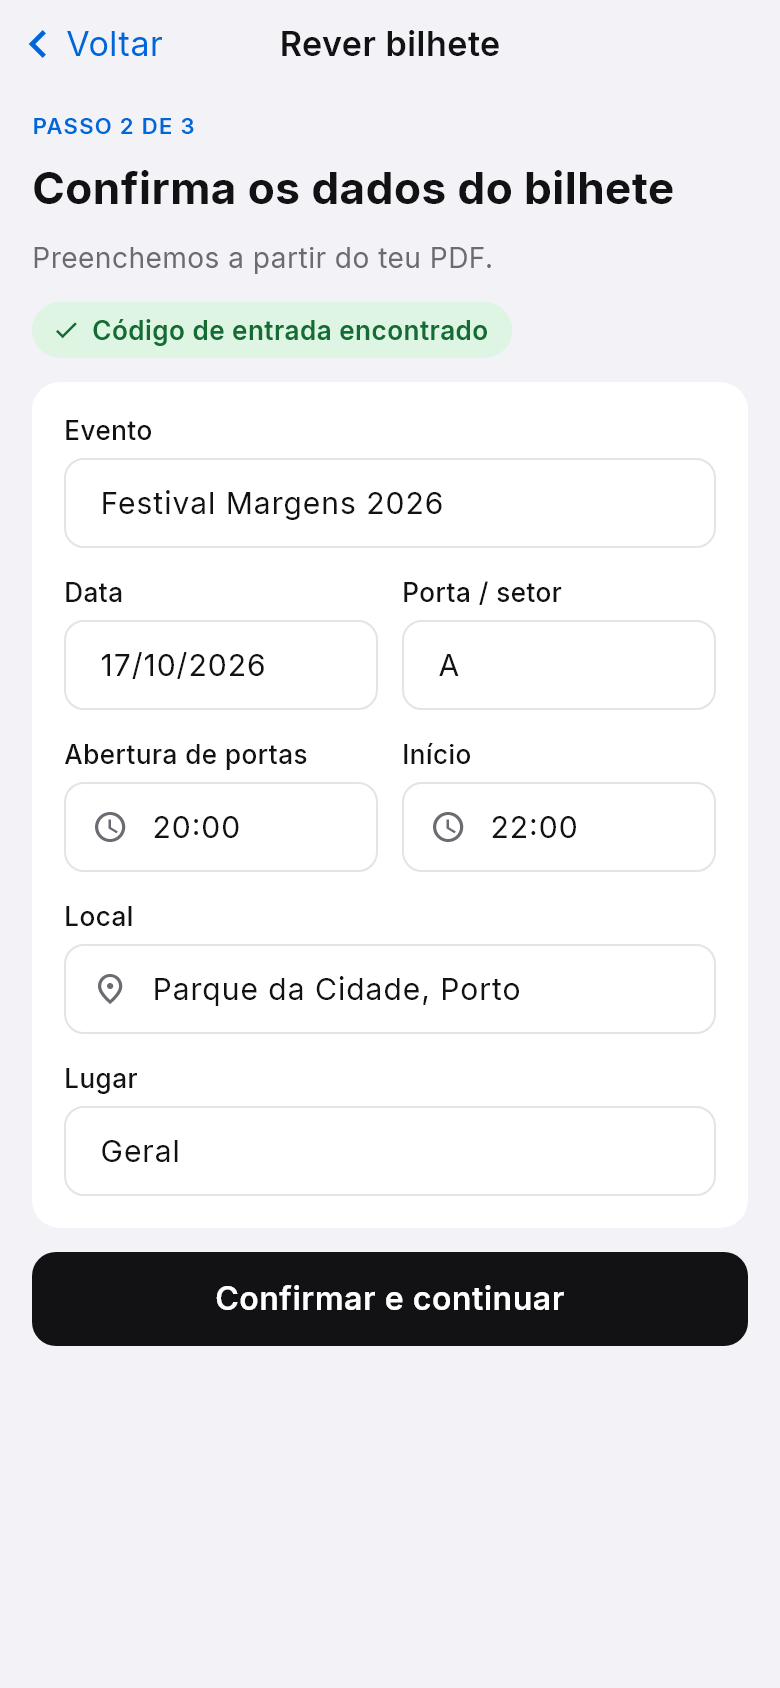 Voltar
Rever bilhete
PASSO 2 DE 3
Confirma os dados do bilhete
Preenchemos a partir do teu PDF.
Código de entrada encontrado
Evento
Festival Margens 2026
Data
Porta / setor
17/10/2026
A
Abertura de portas
Início
20:00
22:00
Local
Parque da Cidade, Porto
Lugar
Geral
Confirmar e continuar